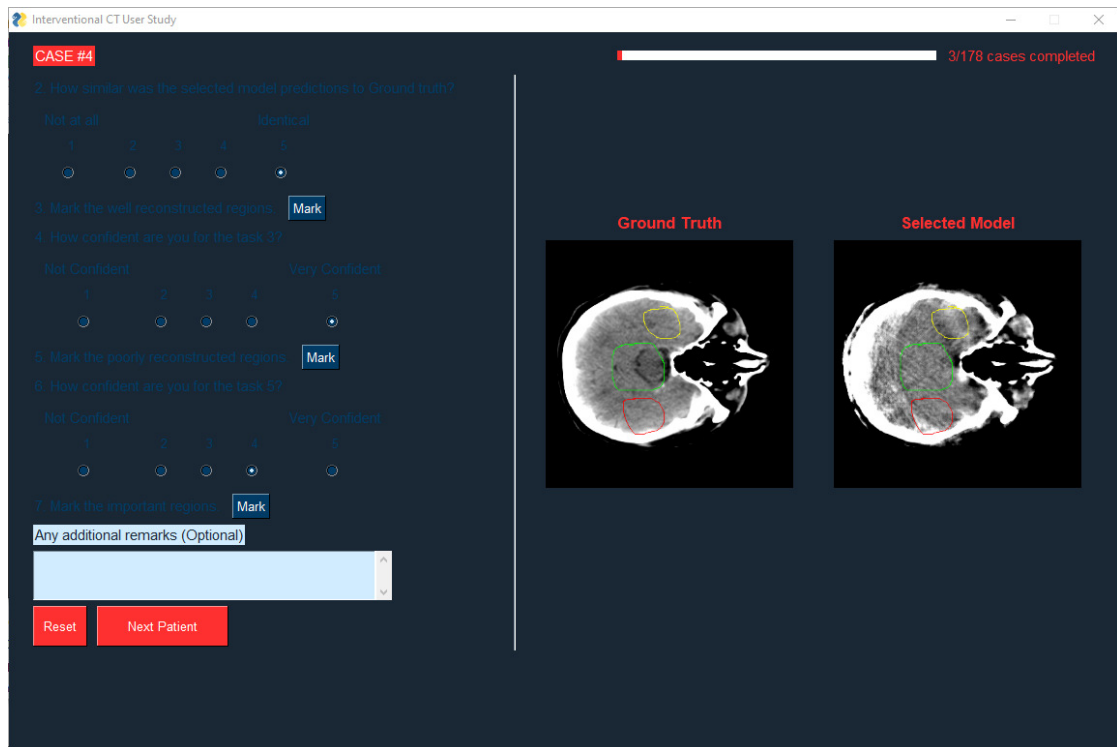 Interventional CT User Study
CASE #4
3/178 cases completed
2. How similar was the selected model predictions to Ground truth?
Not at all Identical
1 2 3 4 5
3. Mark the well reconstructed regions Mark
4. How confident are you for the task 3?
Not Confident Very Confident
1 2 3 4 5
5. Mark the poorly reconstructed regions Mark
6. How confident are you for the task 5?
Not Confident Very Confident
1 2 3 4 5
7. Mark the important regions Mark
Any additional remarks (Optional)
Reset Next Patient
Ground Truth Selected Model